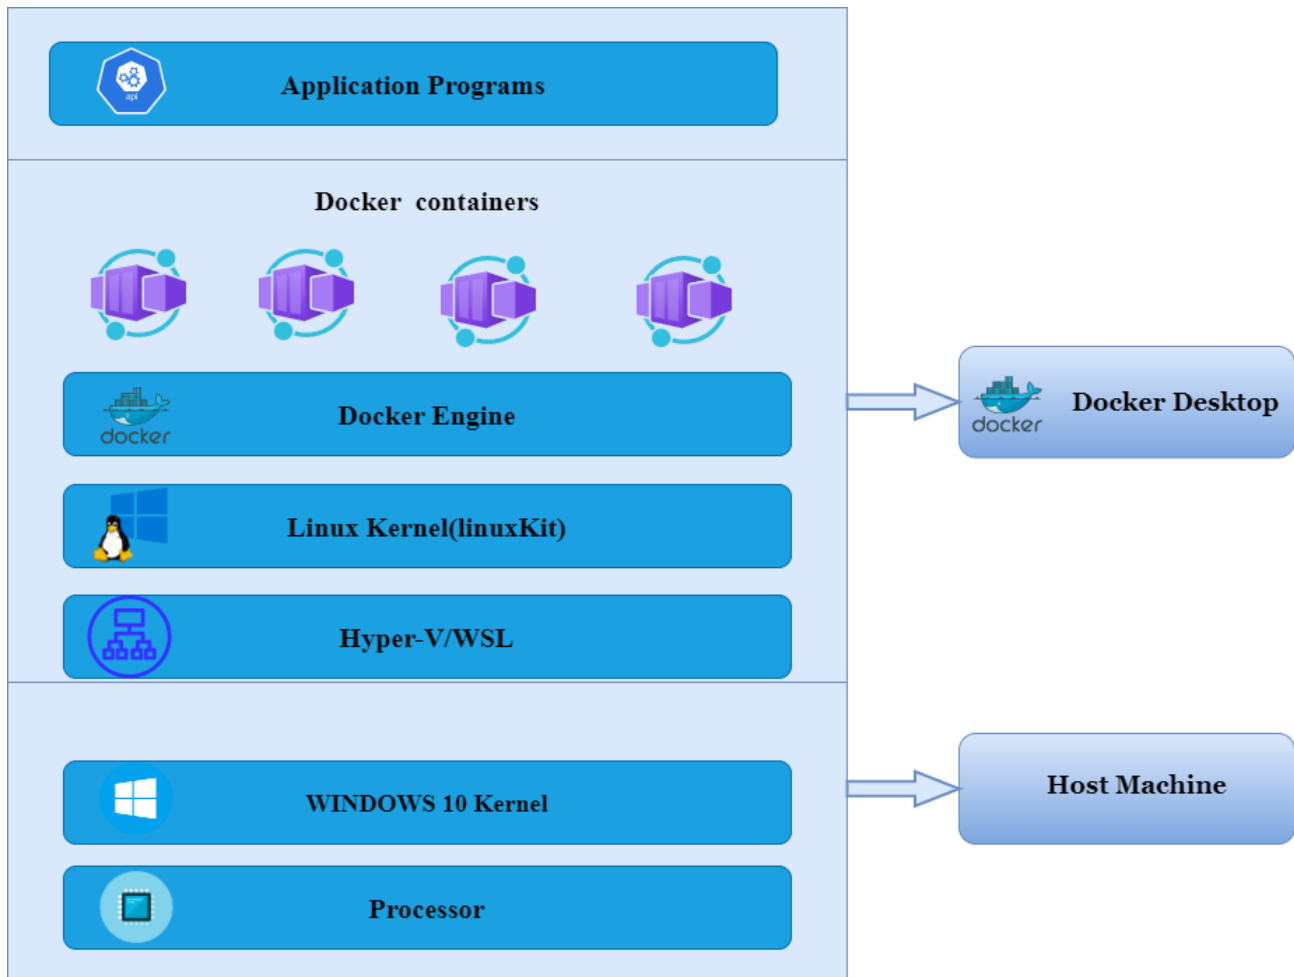 api
Application Programs
Docker containers
docker
Docker Engine
docker
Docker Desktop
Linux Kernel(linuxKit)
Hyper-V/WSL
WINDOWS 10 Kernel
Host Machine
Processor